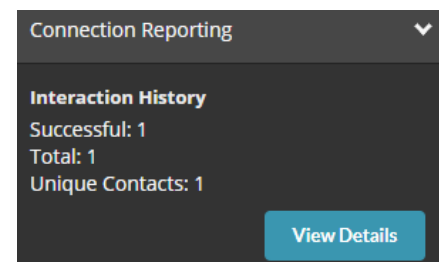 Connection Reporting
Interaction History
Successful: 1
Total: 1
Unique Contacts: 1
View Details